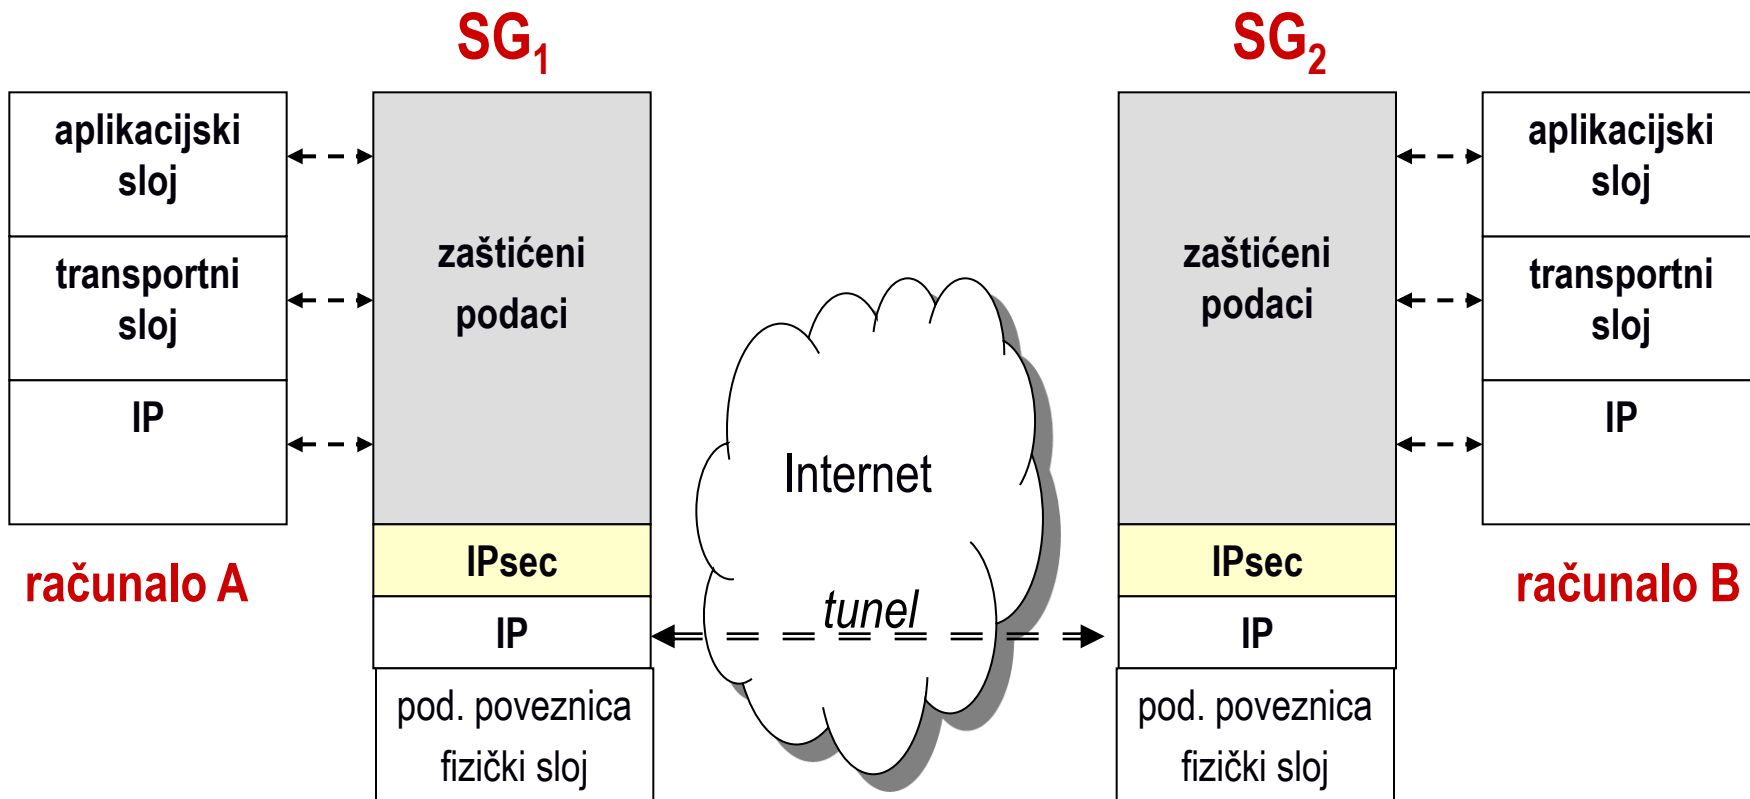 SG1
SG2
aplikacijski
sloj
transportni
sloj
IP
računalo A
zaštićeni
podaci
IPsec
IP
pod. poveznica
fizički sloj
Internet
tunel
zaštićeni
podaci
IPsec
IP
pod. poveznica
fizički sloj
aplikacijski
sloj
transportni
sloj
IP
računalo B